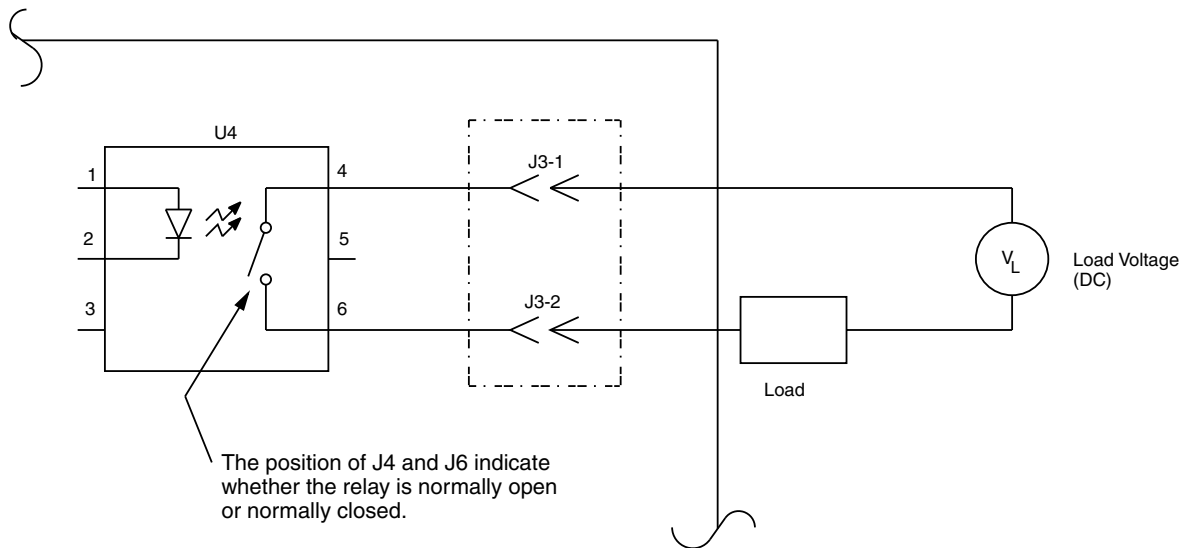 U4
1
2
3
4
5
6
J3-1
J3-2
VL
Load Voltage
(DC)
Load
The position of J4 and J6 indicate
whether the relay is normally open
or normally closed.